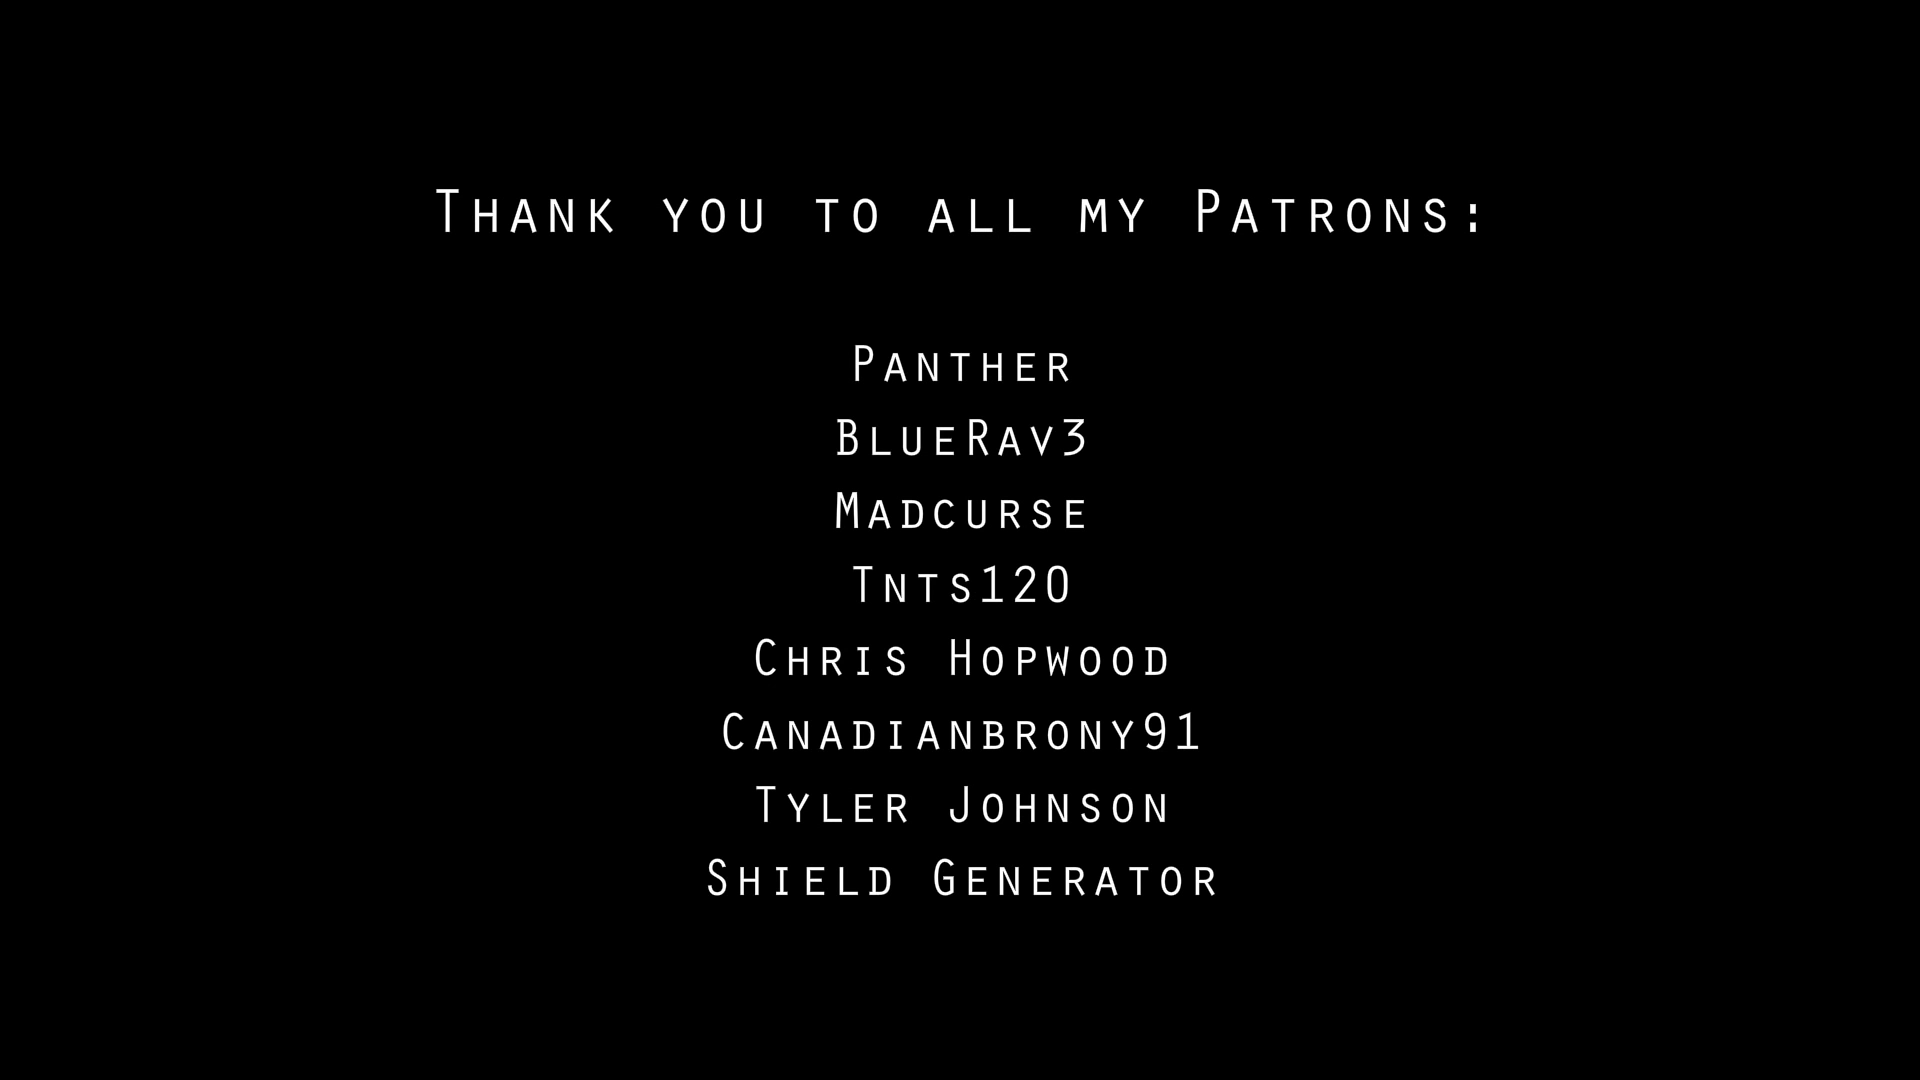 Thank you to all my Patrons:
Panther
BlueRav3
Madcurse
Tnts120
Chris Hopwood
Canadianbrony91
Tyler Johnson
Shield Generator